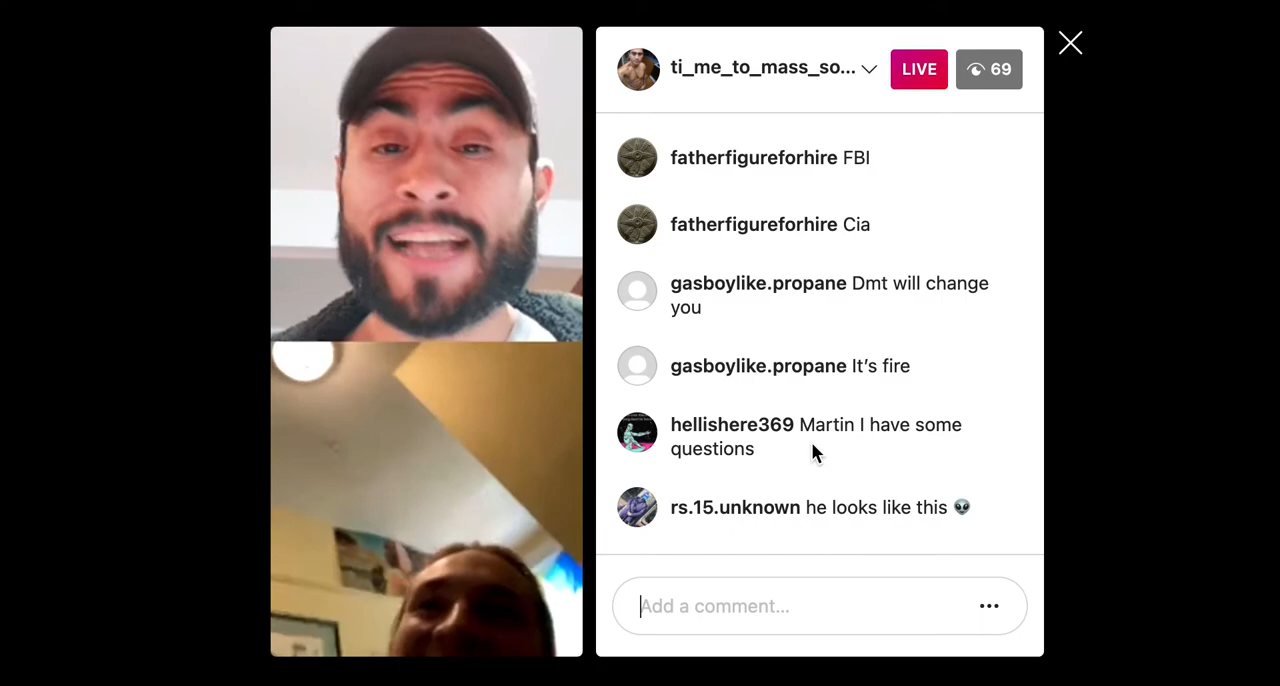 ti_me_to_mass_so...
LIVE
69
fatherfigureforhire FBI
fatherfigureforhire Cia
gasboylike.propane Dmt will change
you
gasboylike.propane It’s fire
hellishere369 Martin I have some
questions
rs.15.unknown he looks like this 👽
Add a comment...